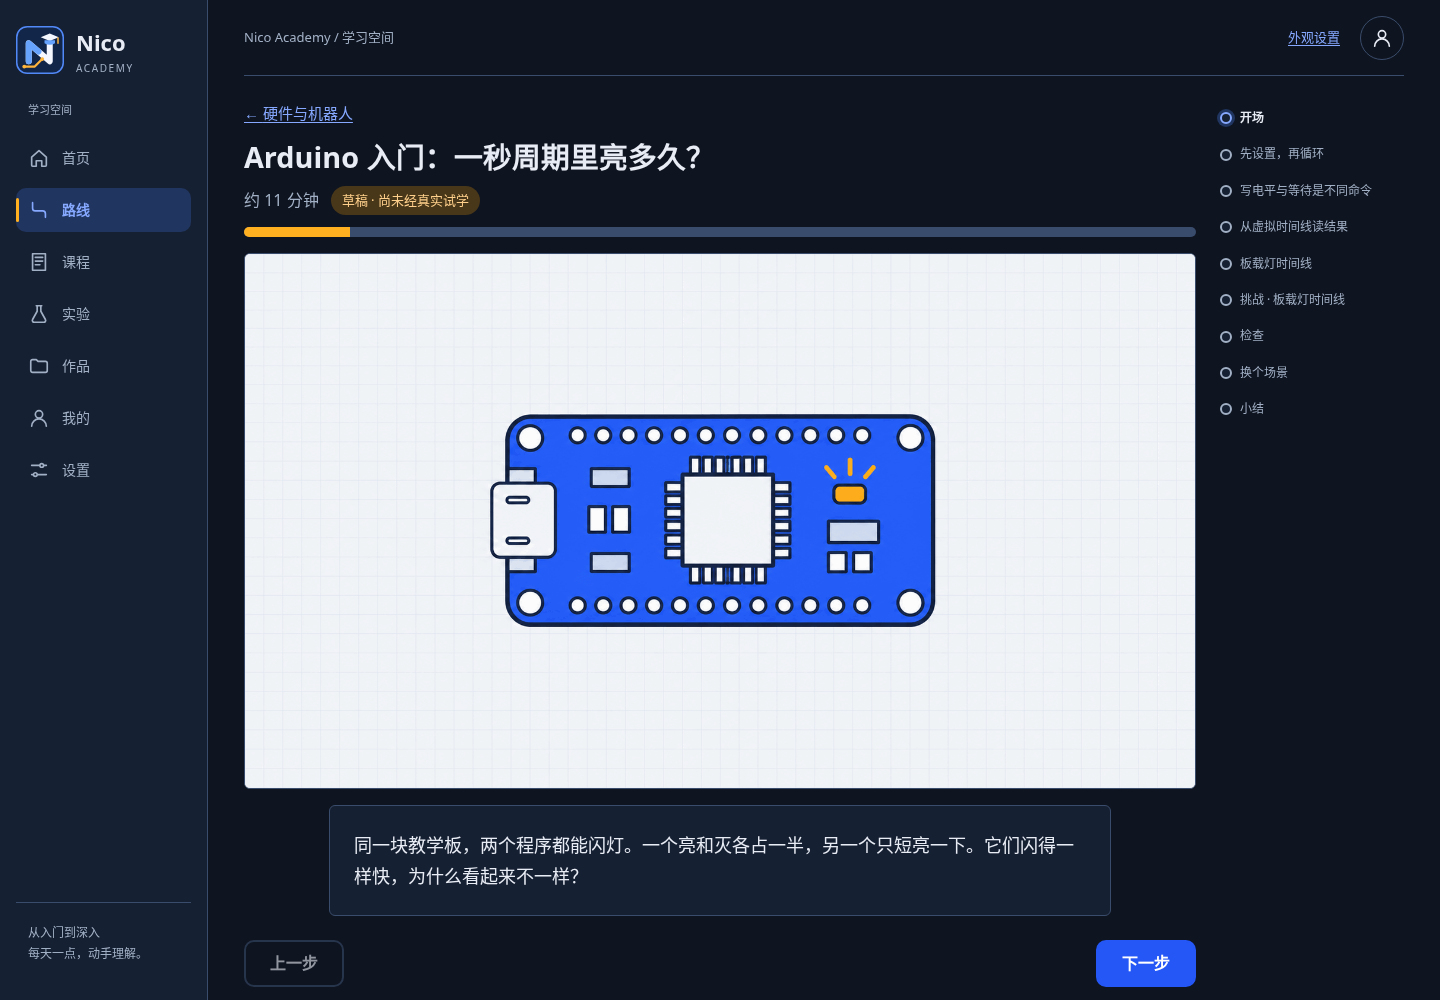 Nico
ACADEMY
学习空间
首页
路线
课程
实验
作品
我的
设置
从入门到深入
每天一点，动手理解。
Nico Academy / 学习空间
外观设置
← 硬件与机器人
Arduino 入门：一秒周期里亮多久？
约 11 分钟
草稿 · 尚未经真实试学
同一块教学板，两个程序都能闪灯。一个亮和灭各占一半，另一个只短亮一下。它们闪得一
样快，为什么看起来不一样？
上一步
下一步
开场
先设置，再循环
写电平与等待是不同命令
从虚拟时间线读结果
板载灯时间线
挑战 · 板载灯时间线
检查
换个场景
小结